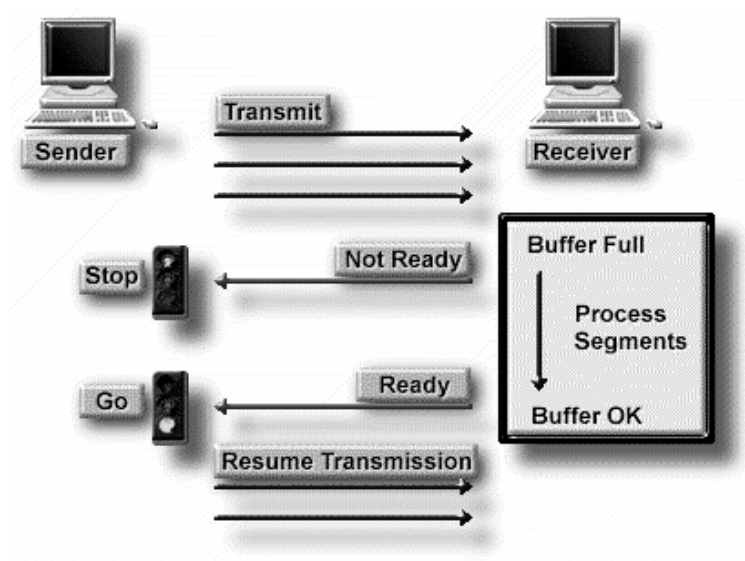 Transmit
Sender
Receiver
Buffer Full
Not Ready
Stop
Process
Segments
Ready
Go
Buffer OK
Resume Transmission